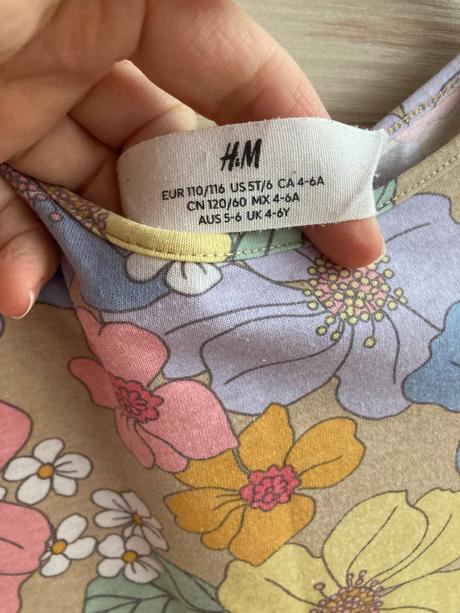 H&M
EUR 110/116 US 5T/6 CA 4-6A
CN 120/60 MX 4-6A
AUS 5-6 UK 4-6Y